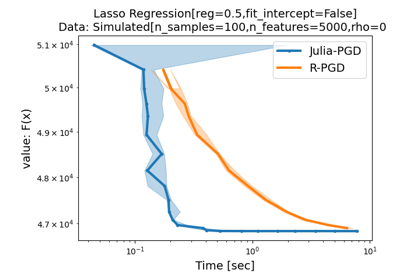 Lasso Regression[reg=0.5,fit_intercept=False]
Data: Simulated[n_samples=100,n_features=5000,rho=0
5.1 × 10⁴
5 × 10⁴
4.9 × 10⁴
4.8 × 10⁴
4.7 × 10⁴
value: F(x)
Julia-PGD
R-PGD
10⁻¹
10⁰
10¹
Time [sec]